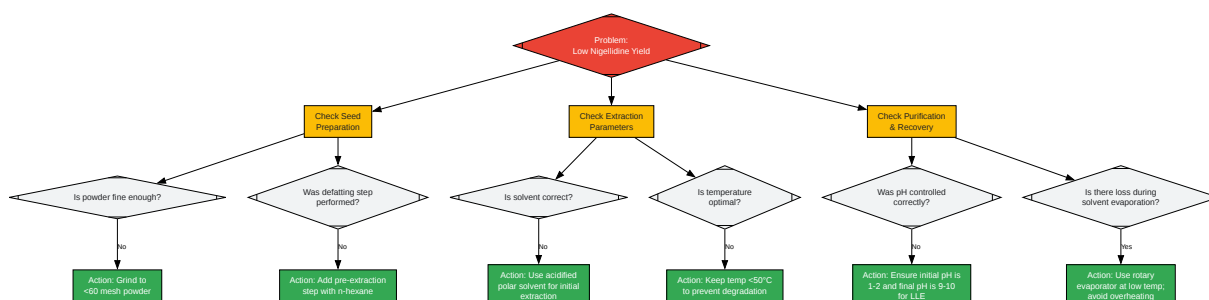 Problem:
Low Nigellidine Yield
Check Seed
Preparation
Check Extraction
Parameters
Check Purification
& Recovery
Is powder fine enough?
Was defatting step
performed?
Is solvent correct?
Is temperature
optimal?
Was pH controlled
correctly?
Is there loss during
solvent evaporation?
No
No
No
No
No
Yes
Action: Grind to
<60 mesh powder
Action: Add pre-extraction
step with n-hexane
Action: Use acidified
polar solvent for initial
extraction
Action: Keep temp <50°C
to prevent degradation
Action: Ensure initial pH is
1-2 and final pH is 9-10
for LLE
Action: Use rotary
evaporator at low temp;
avoid overheating